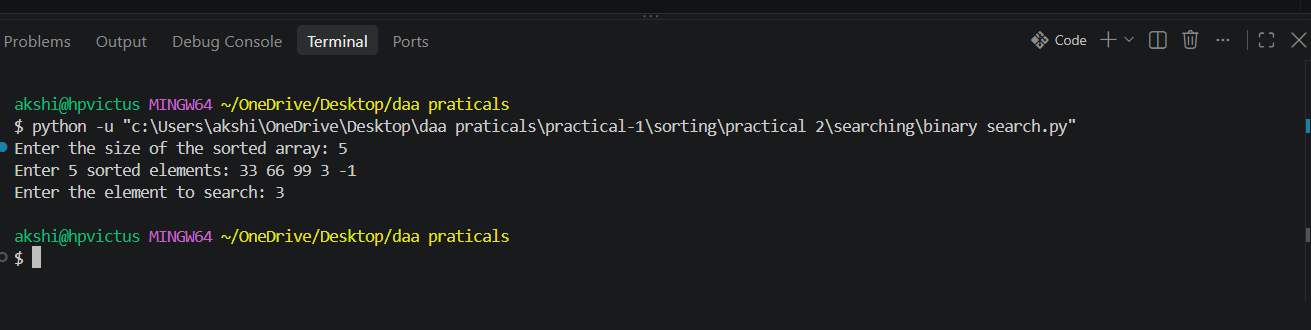 Problems Output Debug Console Terminal Ports Code
akshi@hpvictus MINGW64 ~/OneDrive/Desktop/daa praticals
$ python -u "c:\Users\akshi\OneDrive\Desktop\daa praticals\practical-1\sorting\practical 2\searching\binary search.py"
Enter the size of the sorted array: 5
Enter 5 sorted elements: 33 66 99 3 -1
Enter the element to search: 3
akshi@hpvictus MINGW64 ~/OneDrive/Desktop/daa praticals
$